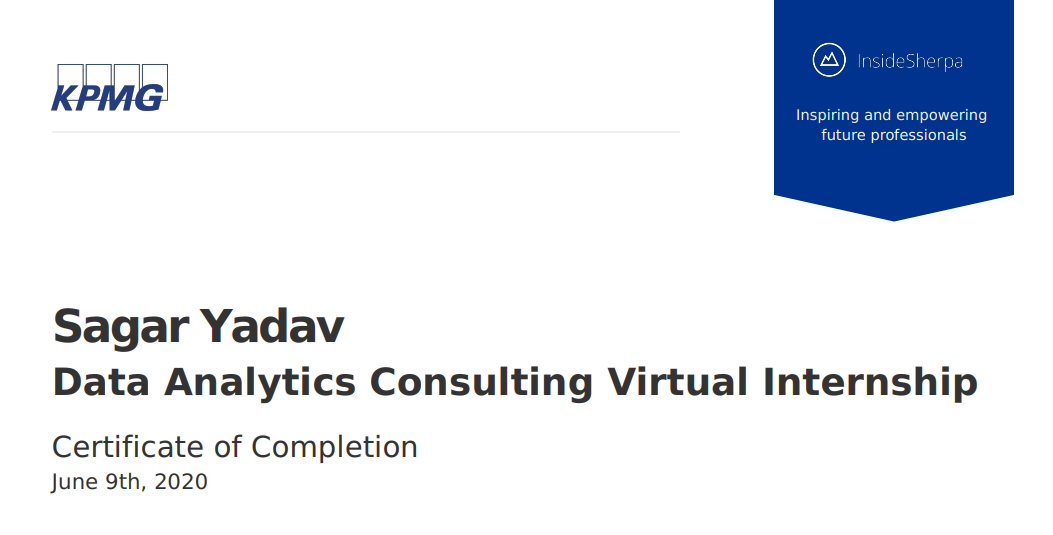 KPMG
InsideSherpa
Inspiring and empowering
future professionals
Sagar Yadav
Data Analytics Consulting Virtual Internship
Certificate of Completion
June 9th, 2020